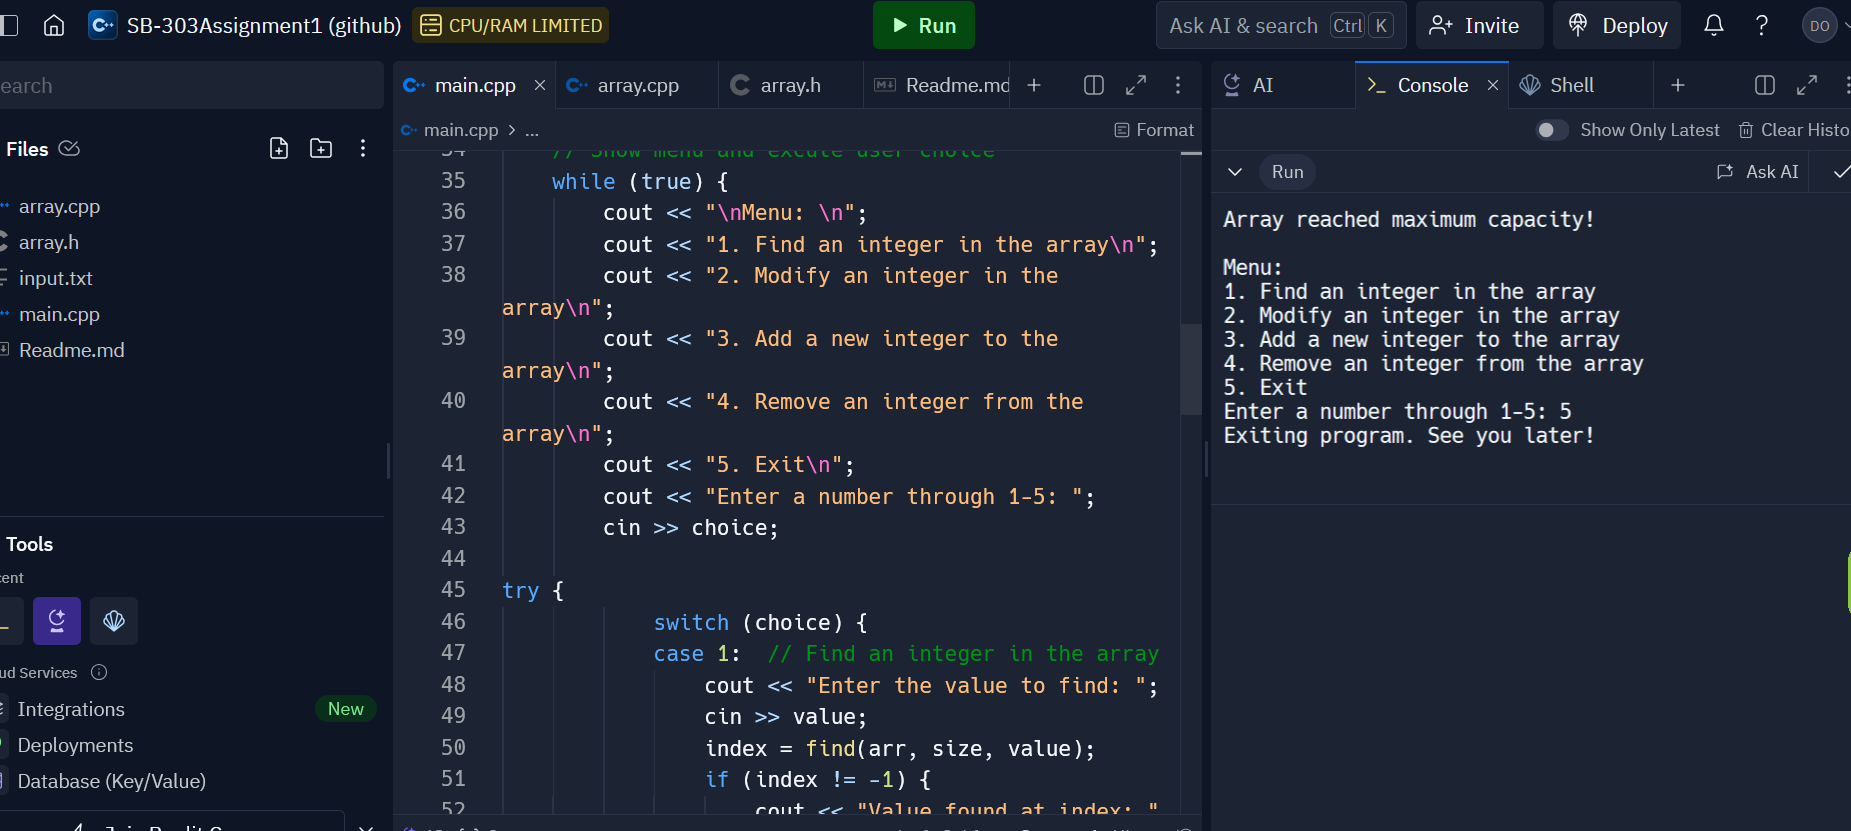 SB-303Assignment1 (github)
CPU/RAM LIMITED
Run
Ask AI & search Ctrl K
Invite
Deploy
DO
earch
main.cpp
array.cpp
array.h
Readme.md
AI
Console
Shell
main.cpp > ...
Format
Show Only Latest
Clear Histo
Files
array.cpp
array.h
input.txt
main.cpp
Readme.md
Tools
cent
ud Services
Integrations
New
Deployments
Database (Key/Value)
34 // Show menu and excute user choice
35 while (true) {
36 cout << "\nMenu: \n";
37 cout << "1. Find an integer in the array\n";
38 cout << "2. Modify an integer in the
array\n";
39 cout << "3. Add a new integer to the
array\n";
40 cout << "4. Remove an integer from the
array\n";
41 cout << "5. Exit\n";
42 cout << "Enter a number through 1-5: ";
43 cin >> choice;
44
45 try {
46 switch (choice) {
47 case 1: // Find an integer in the array
48 cout << "Enter the value to find: ";
49 cin >> value;
50 index = find(arr, size, value);
51 if (index != -1) {
52 cout << "Value found at index: "
Run
Ask AI
Array reached maximum capacity!
Menu:
1. Find an integer in the array
2. Modify an integer in the array
3. Add a new integer to the array
4. Remove an integer from the array
5. Exit
Enter a number through 1-5: 5
Exiting program. See you later!